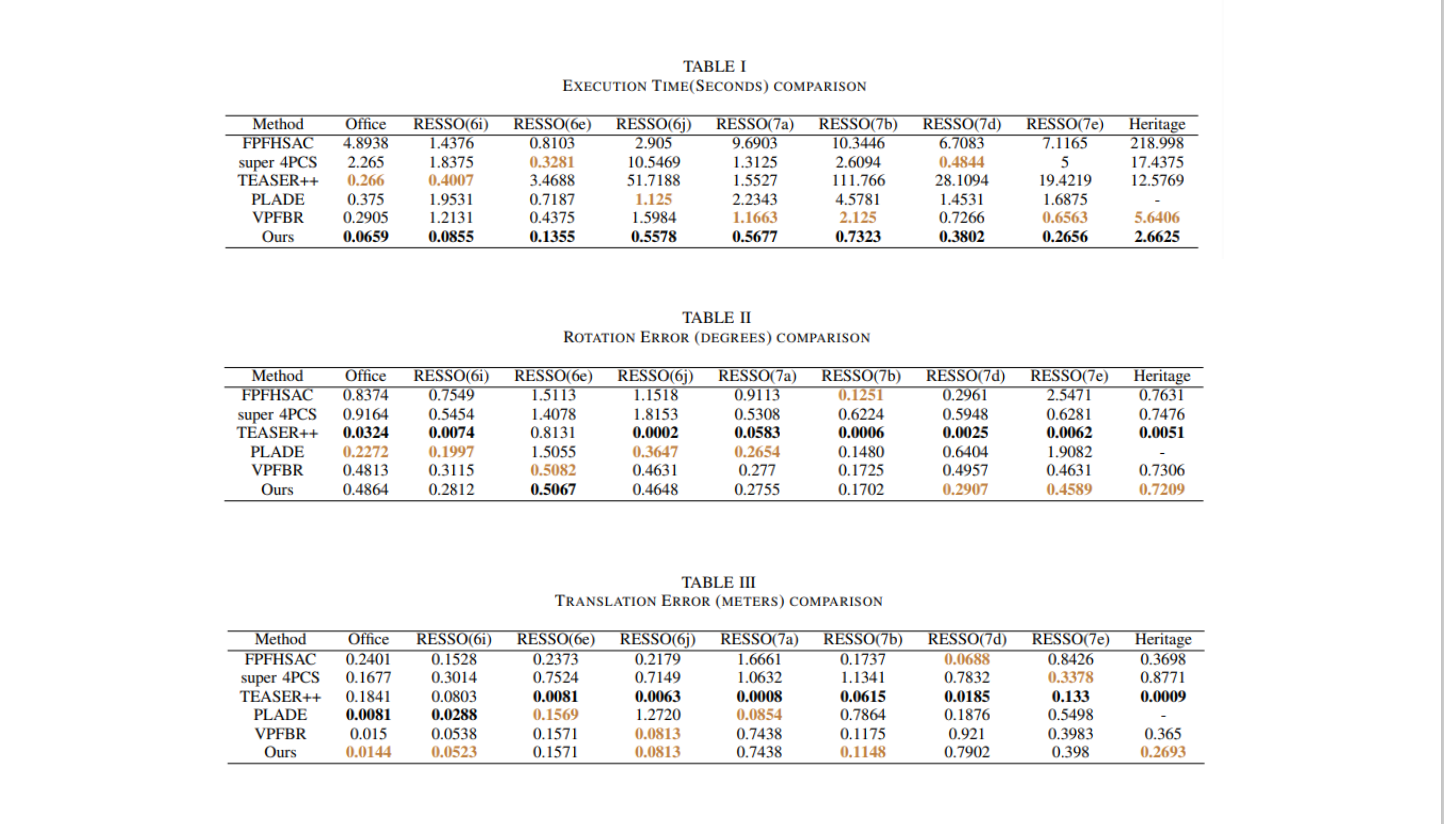 TABLE I
EXECUTION TIME(SECONDS) COMPARISON
Method Office RESSO(6i) RESSO(6e) RESSO(6j) RESSO(7a) RESSO(7b) RESSO(7d) RESSO(7e) Heritage
FPFHSAC 4.8938 1.4376 0.8103 2.905 9.6903 10.3446 6.7083 7.1165 218.998
super 4PCS 2.265 1.8375 0.3281 10.5469 1.3125 2.6094 0.4844 5 17.4375
TEASER++ 0.266 0.4007 3.4688 51.7188 1.5527 111.766 28.1094 19.4219 12.5769
PLADE 0.375 1.9531 0.7187 1.125 2.2343 4.5781 1.4531 1.6875 -
VPFBR 0.2905 1.2131 0.4375 1.5984 1.1663 2.125 0.7266 0.6563 5.6406
Ours 0.0659 0.0855 0.1355 0.5578 0.5677 0.7323 0.3802 0.2656 2.6625
TABLE II
ROTATION ERROR (DEGREES) COMPARISON
Method Office RESSO(6i) RESSO(6e) RESSO(6j) RESSO(7a) RESSO(7b) RESSO(7d) RESSO(7e) Heritage
FPFHSAC 0.8374 0.7549 1.5113 1.1518 0.9113 0.1251 0.2961 2.5471 0.7631
super 4PCS 0.9164 0.5454 1.4078 1.8153 0.5308 0.6224 0.5948 0.6281 0.7476
TEASER++ 0.0324 0.0074 0.8131 0.0002 0.0583 0.0006 0.0025 0.0062 0.0051
PLADE 0.2272 0.1997 1.5055 0.3647 0.2654 0.1480 0.6404 1.9082 -
VPFBR 0.4813 0.3115 0.5082 0.4631 0.277 0.1725 0.4957 0.4631 0.7306
Ours 0.4864 0.2812 0.5067 0.4648 0.2755 0.1702 0.2907 0.4589 0.7209
TABLE III
TRANSLATION ERROR (METERS) COMPARISON
Method Office RESSO(6i) RESSO(6e) RESSO(6j) RESSO(7a) RESSO(7b) RESSO(7d) RESSO(7e) Heritage
FPFHSAC 0.2401 0.1528 0.2373 0.2179 1.6661 0.1737 0.0688 0.8426 0.3698
super 4PCS 0.1677 0.3014 0.7524 0.7149 1.0632 1.1341 0.7832 0.3378 0.8771
TEASER++ 0.1841 0.0803 0.0081 0.0063 0.0008 0.0615 0.0185 0.133 0.0009
PLADE 0.0081 0.0288 0.1569 1.2720 0.0854 0.7864 0.1876 0.5498 -
VPFBR 0.015 0.0538 0.1571 0.0813 0.7438 0.1175 0.921 0.3983 0.365
Ours 0.0144 0.0523 0.1571 0.0813 0.7438 0.1148 0.7902 0.398 0.2693